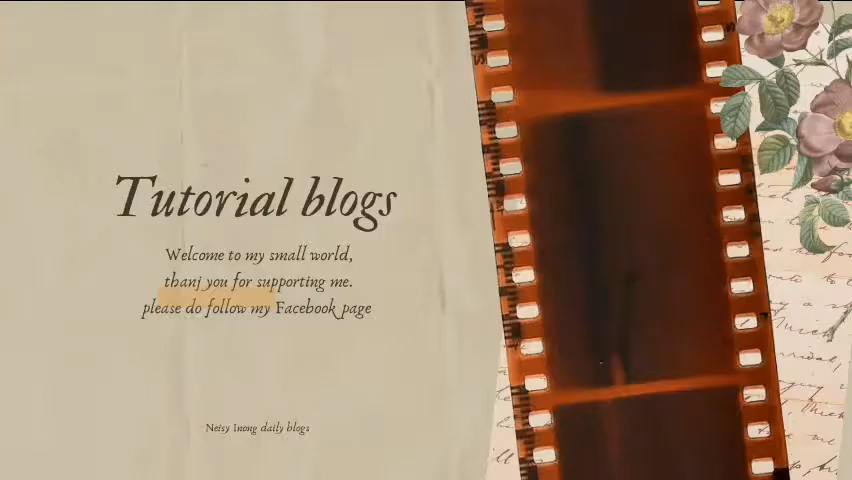 Tutorial blogs
Welcome to my small world,
thanj you for supporting me.
please do follow my Facebook page
Neisy Inong daily blogs